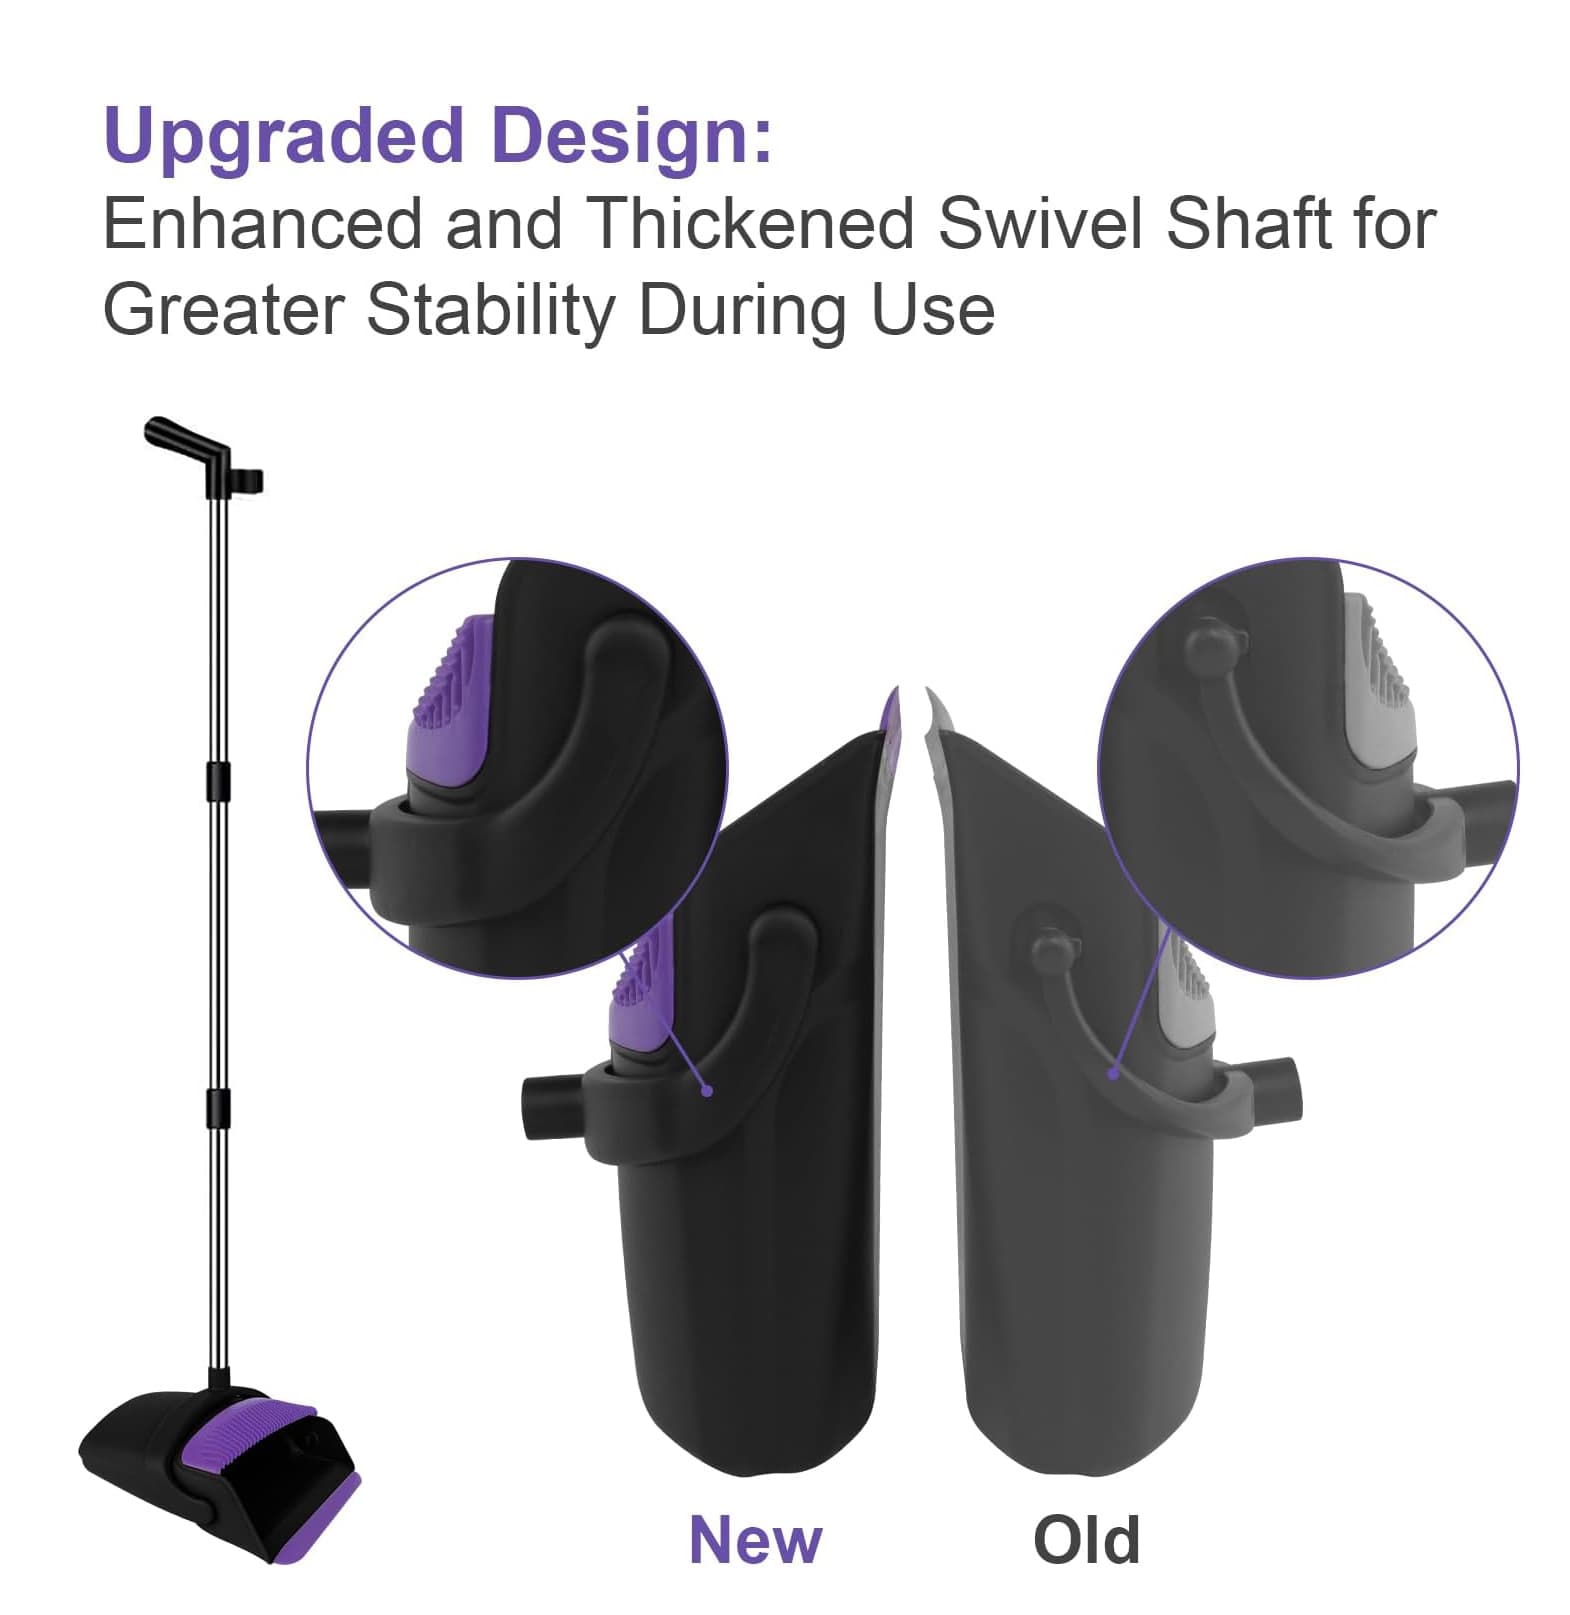 Upgraded Design:
Enhanced and Thickened Swivel Shaft for
Greater Stability During Use
New
Old